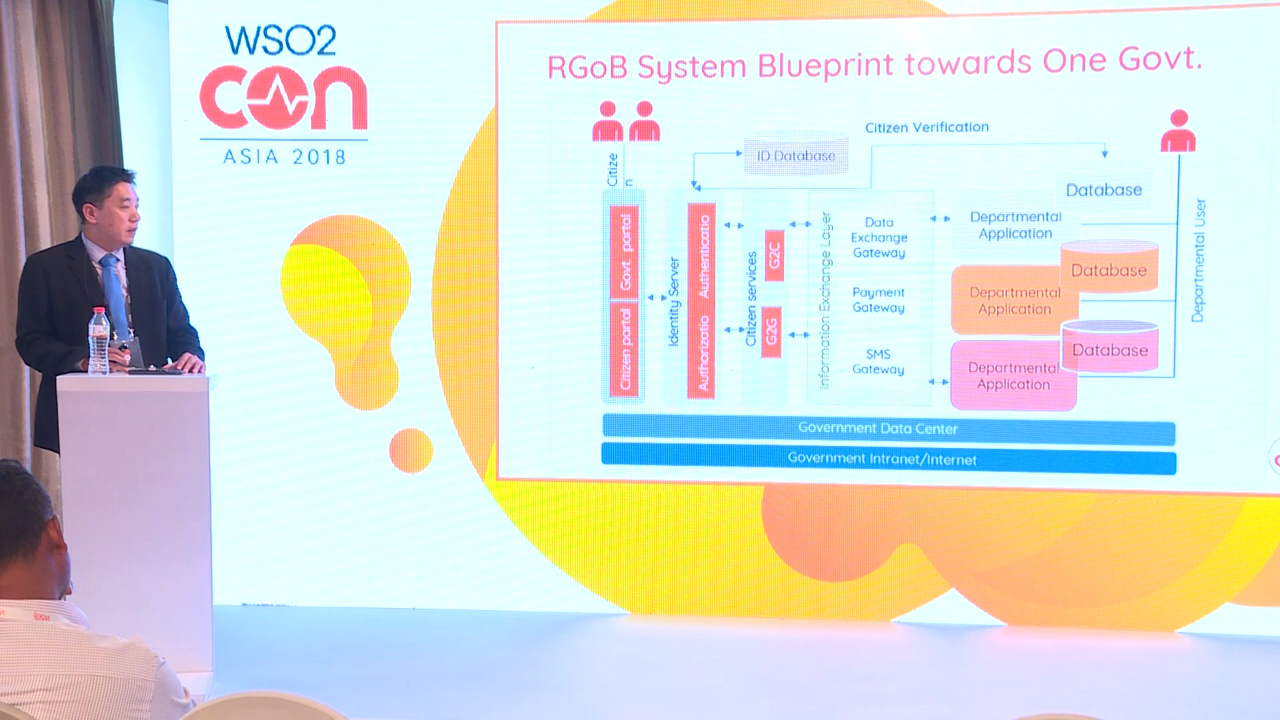 WSO2
con
ASIA 2018
RGoB System Blueprint towards One Govt.
Citizen Verification
ID Database
Citize
n
Database
Departmental
Application
Data
Exchange
Gateway
Payment
Gateway
SMS
Gateway
Information Exchange Layer
Govt. portal
Citizen portal
Identity Server
Authenticatio
Authorizatio
Citizen services
G2C
G2G
Database
Departmental
Application
Database
Departmental
Application
Departmental User
Government Data Center
Government Intranet/Internet